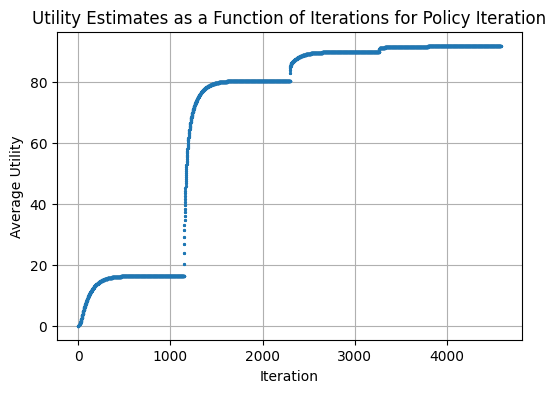 Utility Estimates as a Function of Iterations for Policy Iteration
80
60
40
20
0
Average Utility
0 1000 2000 3000 4000
Iteration